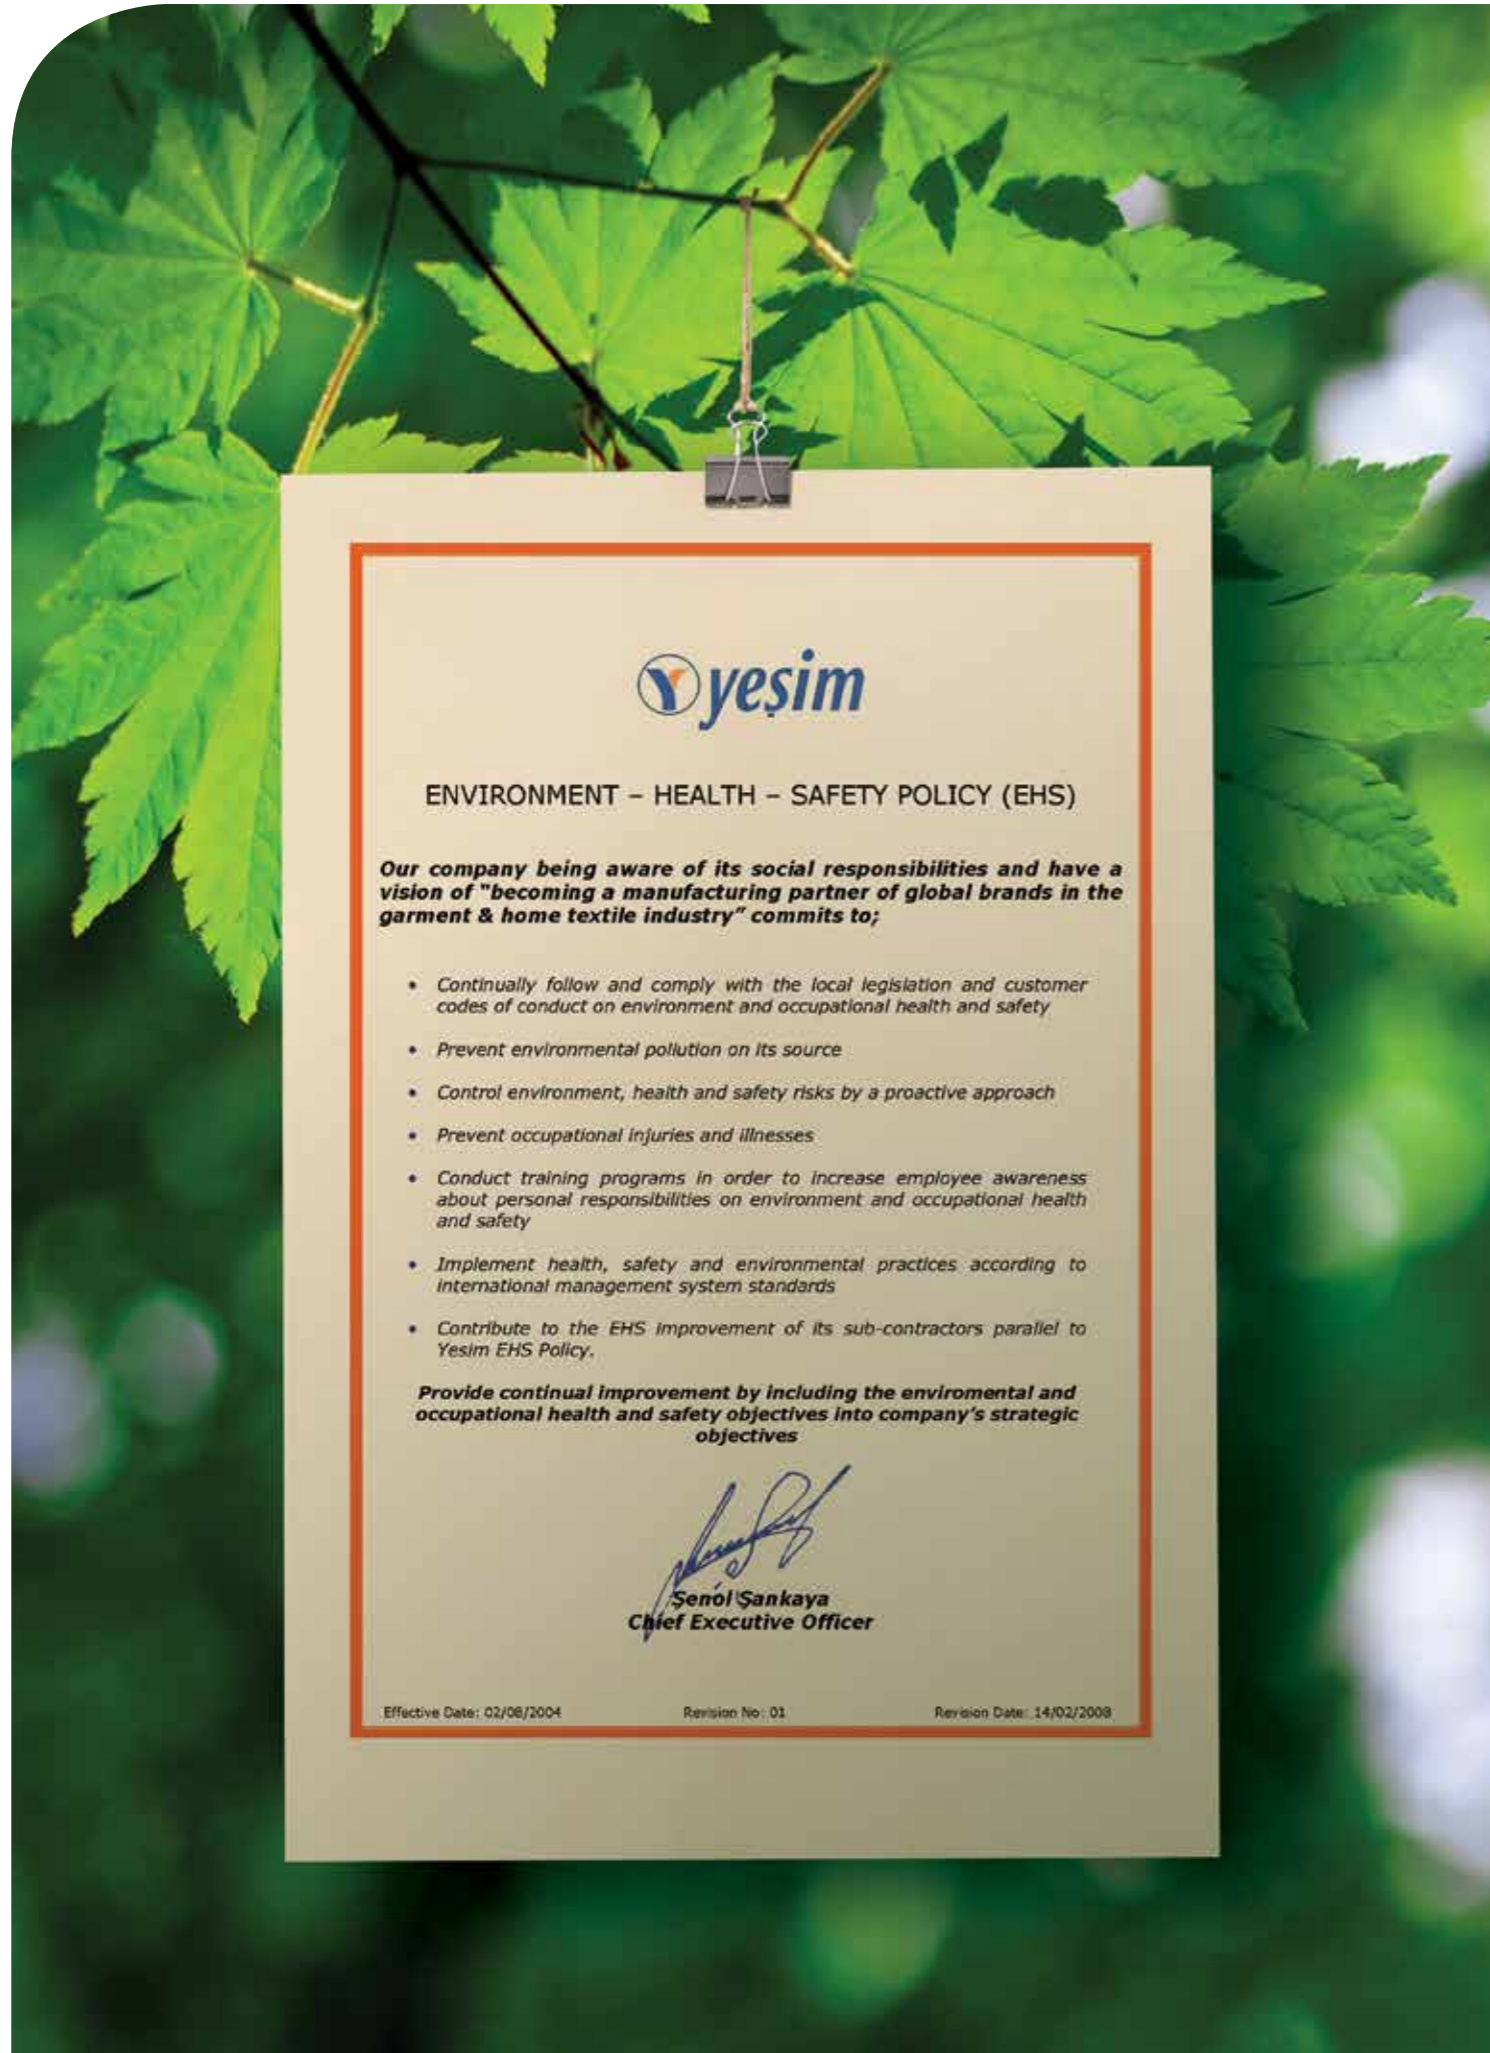 yeşim
ENVIRONMENT – HEALTH – SAFETY POLICY (EHS)
Our company being aware of its social responsibilities and have a
vision of "becoming a manufacturing partner of global brands in the
garment & home textile industry" commits to;
• Continually follow and comply with the local legislation and customer
codes of conduct on environment and occupational health and safety
• Prevent environmental pollution on its source
• Control environment, health and safety risks by a proactive approach
• Prevent occupational injuries and illnesses
• Conduct training programs in order to increase employee awareness
about personal responsibilities on environment and occupational health
and safety
• Implement health, safety and environmental practices according to
international management system standards
• Contribute to the EHS improvement of its sub-contractors parallel to
Yesim EHS Policy.
Provide continual improvement by including the enviromental and
occupational health and safety objectives into company's strategic
objectives
Şenol Şankaya
Chief Executive Officer
Effective Date: 02/08/2004 Revision No: 01 Revision Date: 14/02/2008